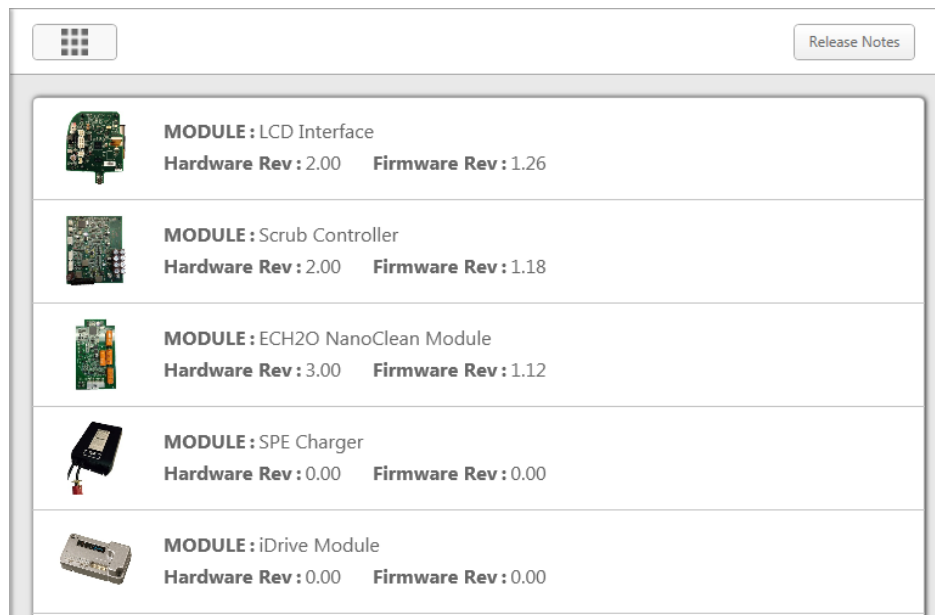 Release Notes
MODULE : LCD Interface
Hardware Rev : 2.00 Firmware Rev : 1.26
MODULE : Scrub Controller
Hardware Rev : 2.00 Firmware Rev : 1.18
MODULE : ECH2O NanoClean Module
Hardware Rev : 3.00 Firmware Rev : 1.12
MODULE : SPE Charger
Hardware Rev : 0.00 Firmware Rev : 0.00
MODULE : iDrive Module
Hardware Rev : 0.00 Firmware Rev : 0.00